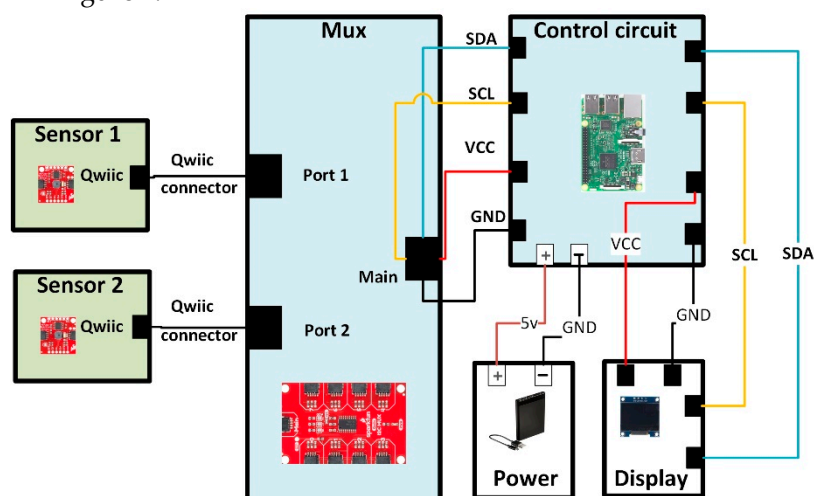 Mux
Control circuit
SDA
SCL
VCC
GND
Sensor 1
Qwiic
Qwiic
connector
Port 1
Main
Sensor 2
Qwiic
Qwiic
connector
Port 2
+
5v
GND
+
−
Power
VCC
GND
SCL
SDA
Display